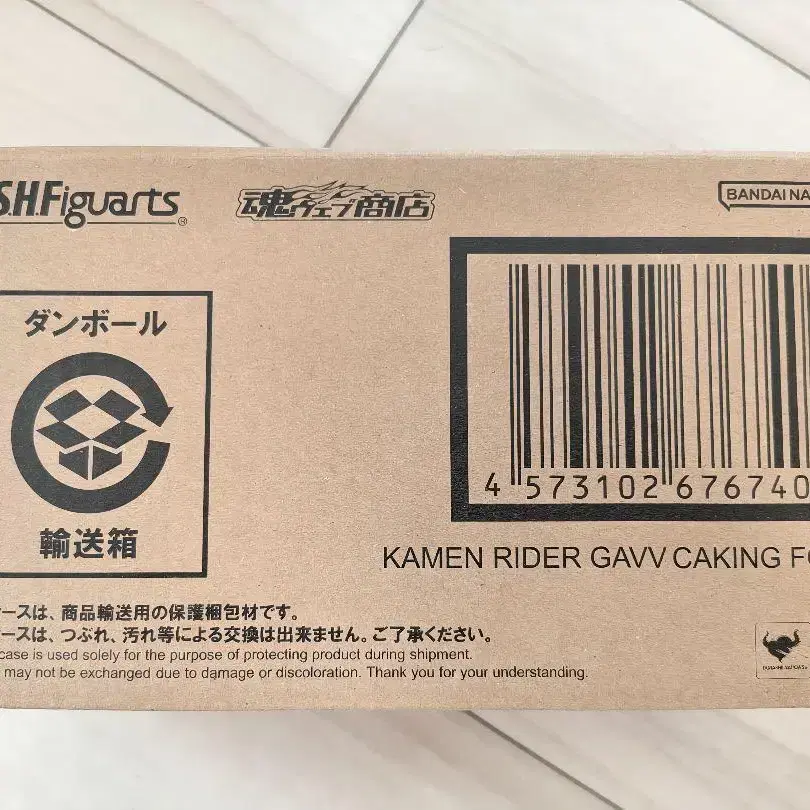 S.H.Figuarts
魂ウェブ商店
BANDAI NA
ダンボール
輸送箱
4 573102 676740
KAMEN RIDER GAVV CAKING FO
ースは、商品輸送用の保護梱包材です。
ースは、つぶれ、汚れ等による交換は出来ません。ご了承ください。
case is used solely for the purpose of protecting product during shipment.
may not be exchanged due to damage or discoloration. Thank you for your understanding.